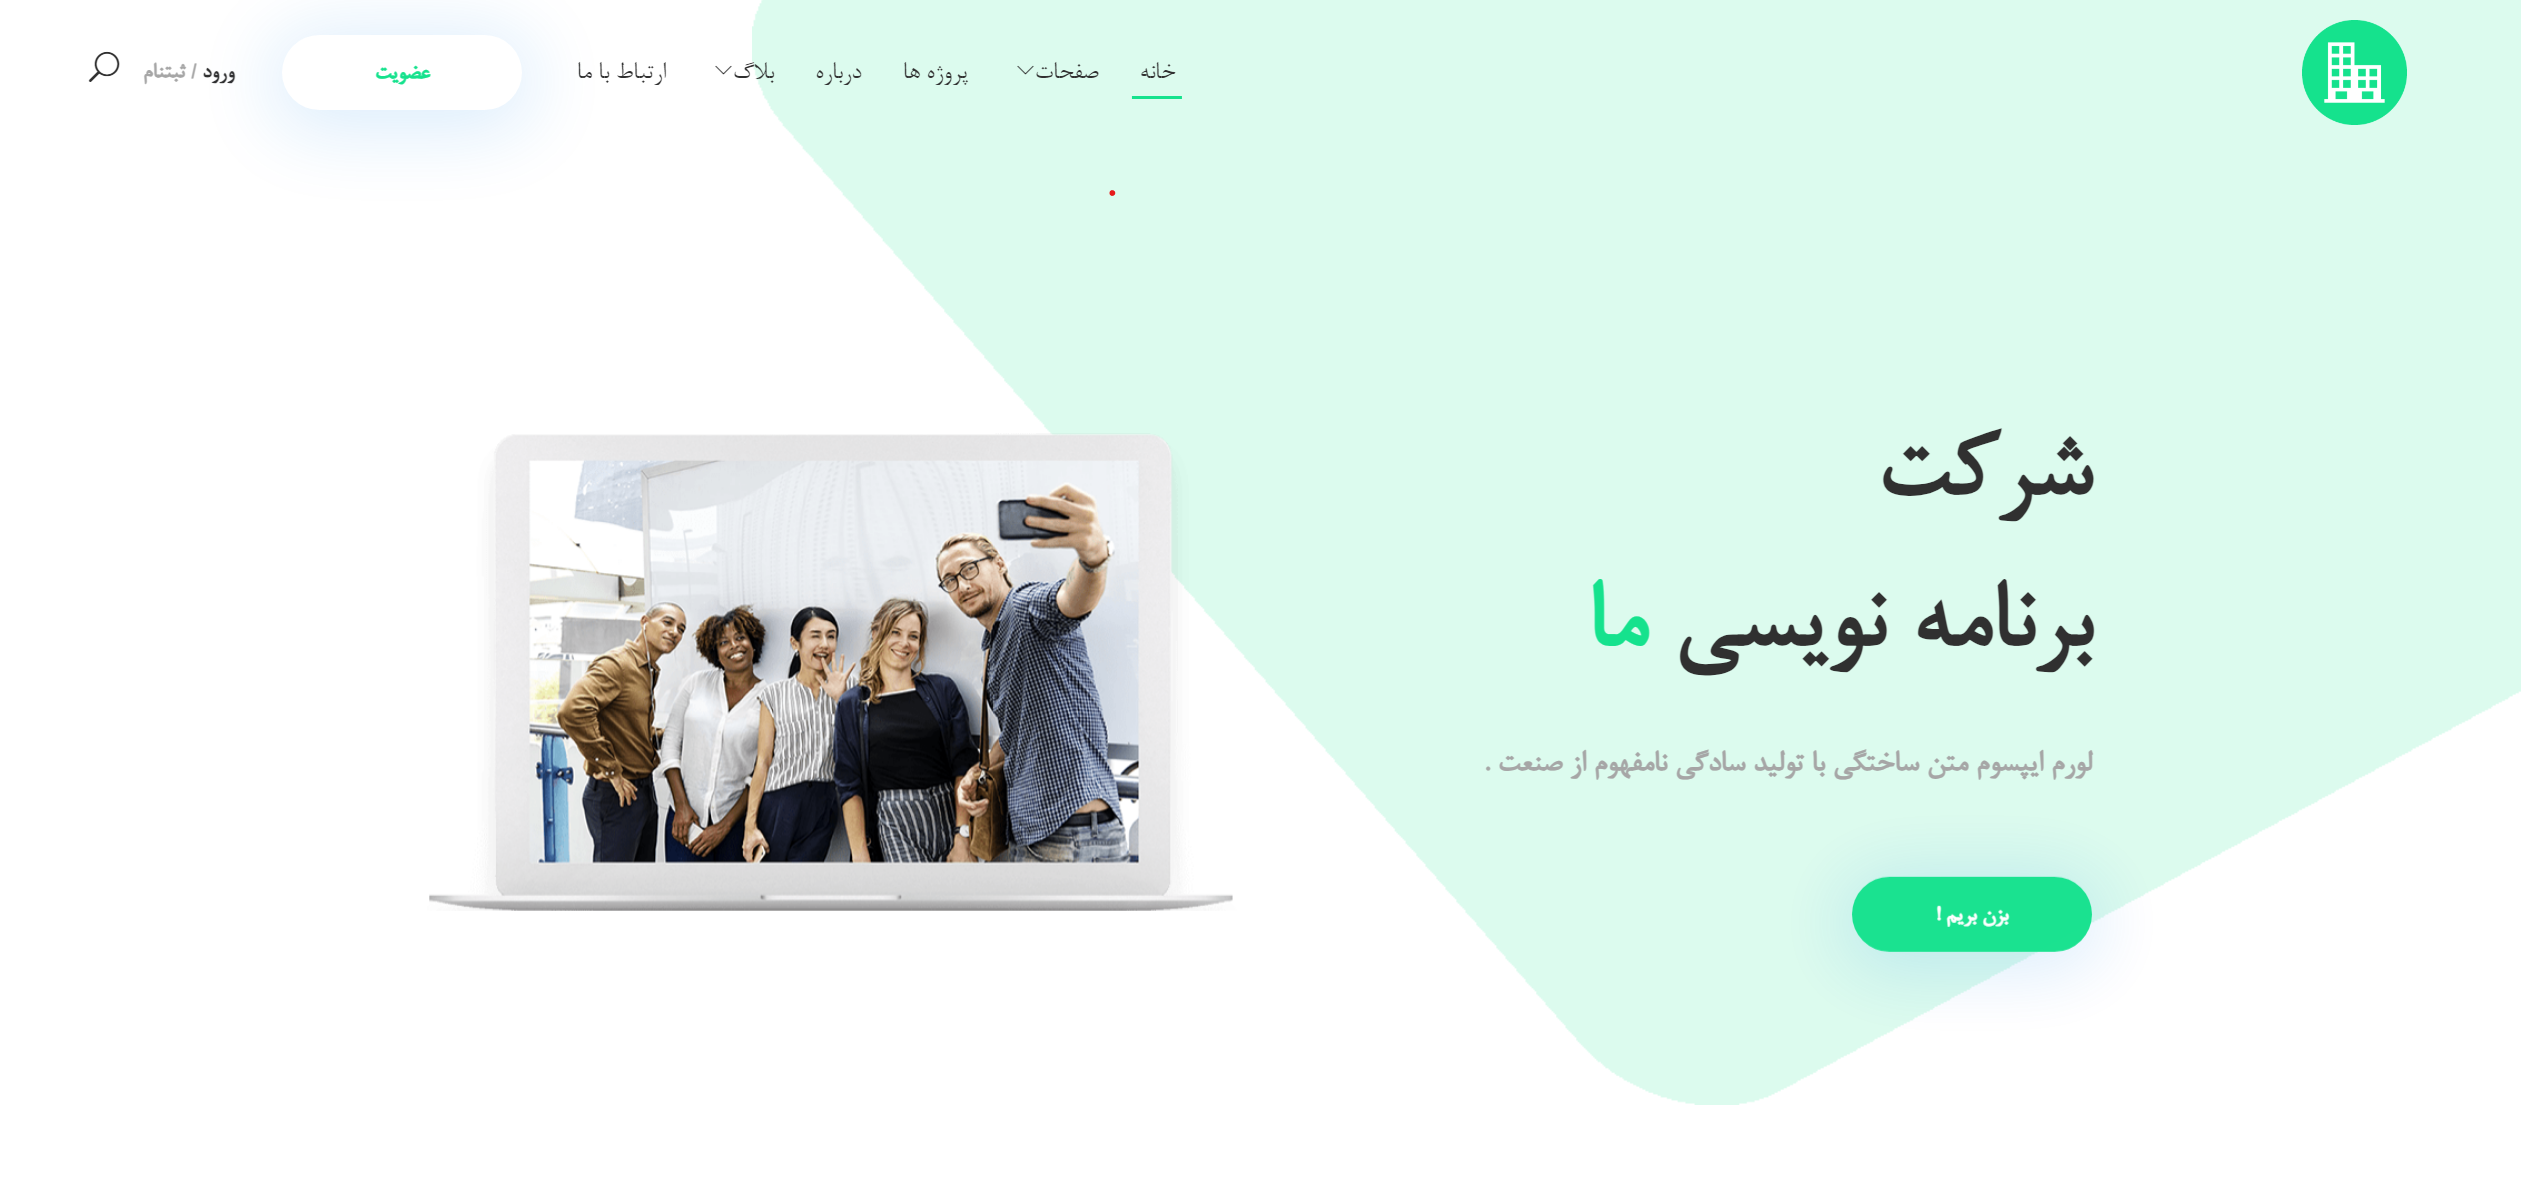 خانه
صفحات
پروژه ها
درباره
بلاگ
ارتباط با ما
عضویت
ورود / ثبتنام
شرکت
برنامه نویسی ما
لورم ایپسوم متن ساختگی با تولید سادگی نامفهوم از صنعت .
بزن بریم !